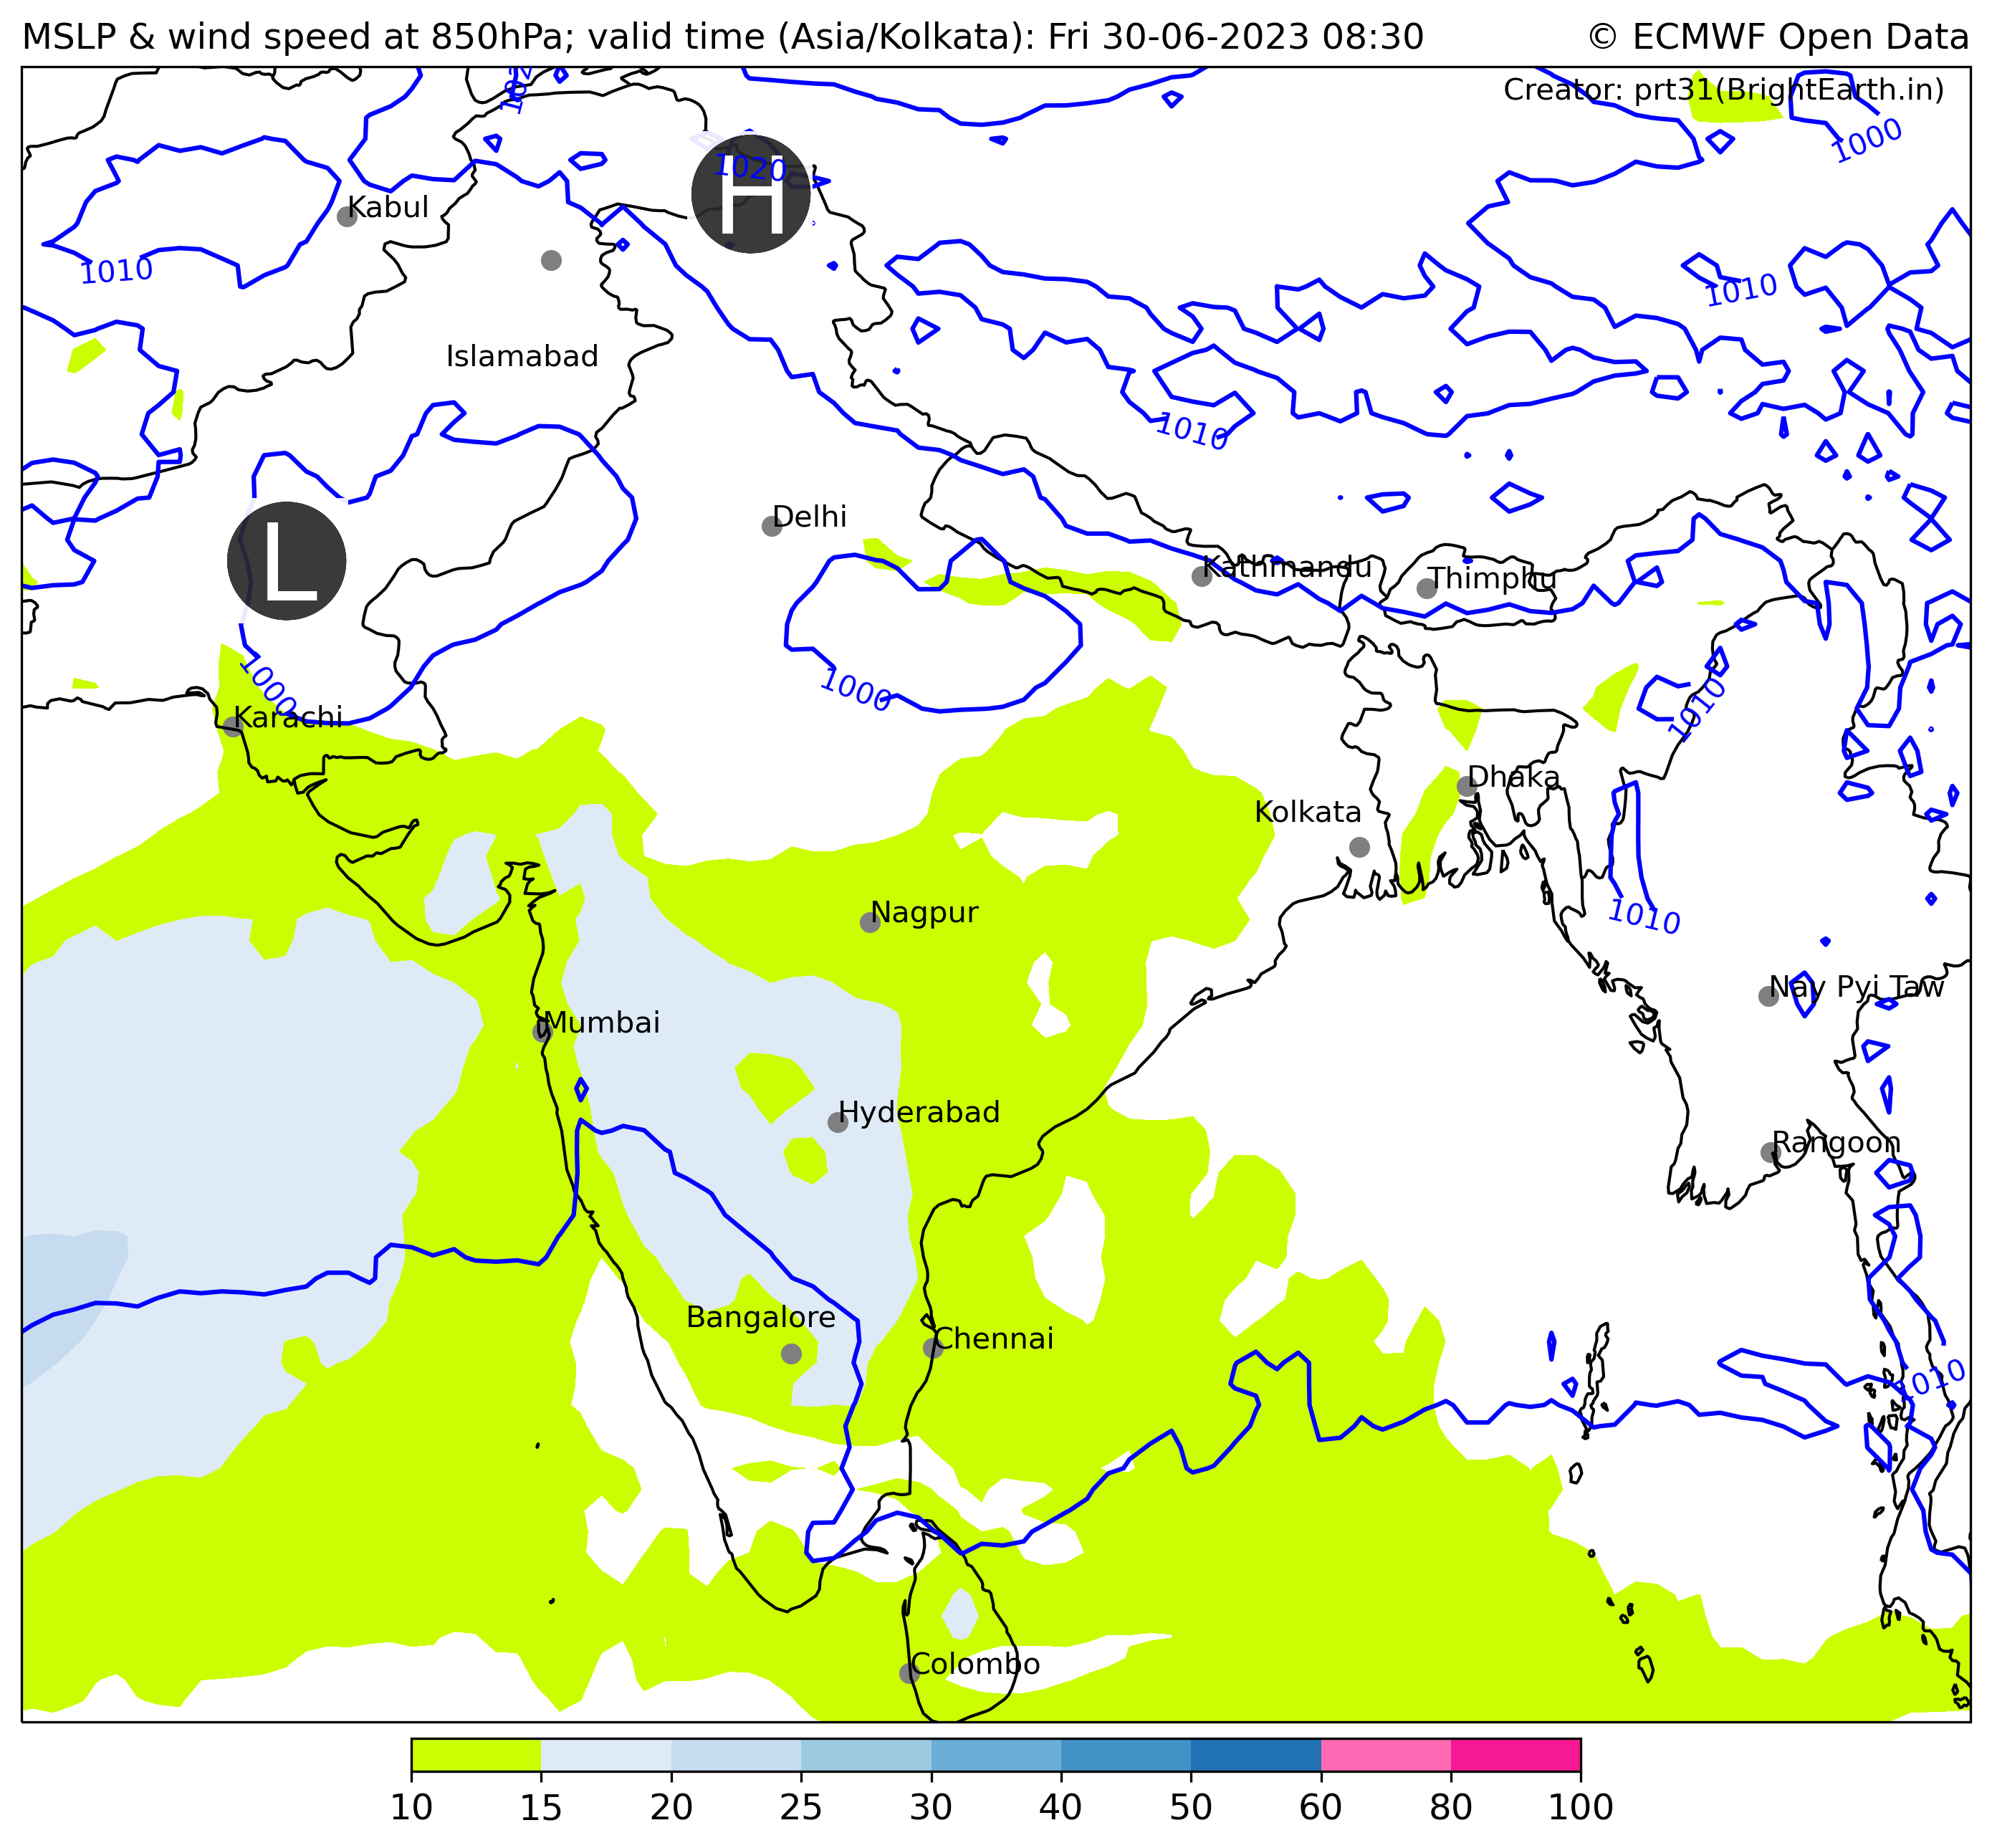 MSLP & wind speed at 850hPa; valid time (Asia/Kolkata): Fri 30-06-2023 08:30
© ECMWF Open Data
Creator: prt31(BrightEarth.in)
1000
1020
H
Kabul
1010
1010
Islamabad
1010
Delhi
L
Kathmandu
Thimphu
1000
1000
1010
Karachi
Dhaka
Kolkata
Nagpur
1010
Nay Pyi Taw
Mumbai
Hyderabad
Rangoon
Bangalore
Chennai
1010
Colombo
10 15 20 25 30 40 50 60 80 100